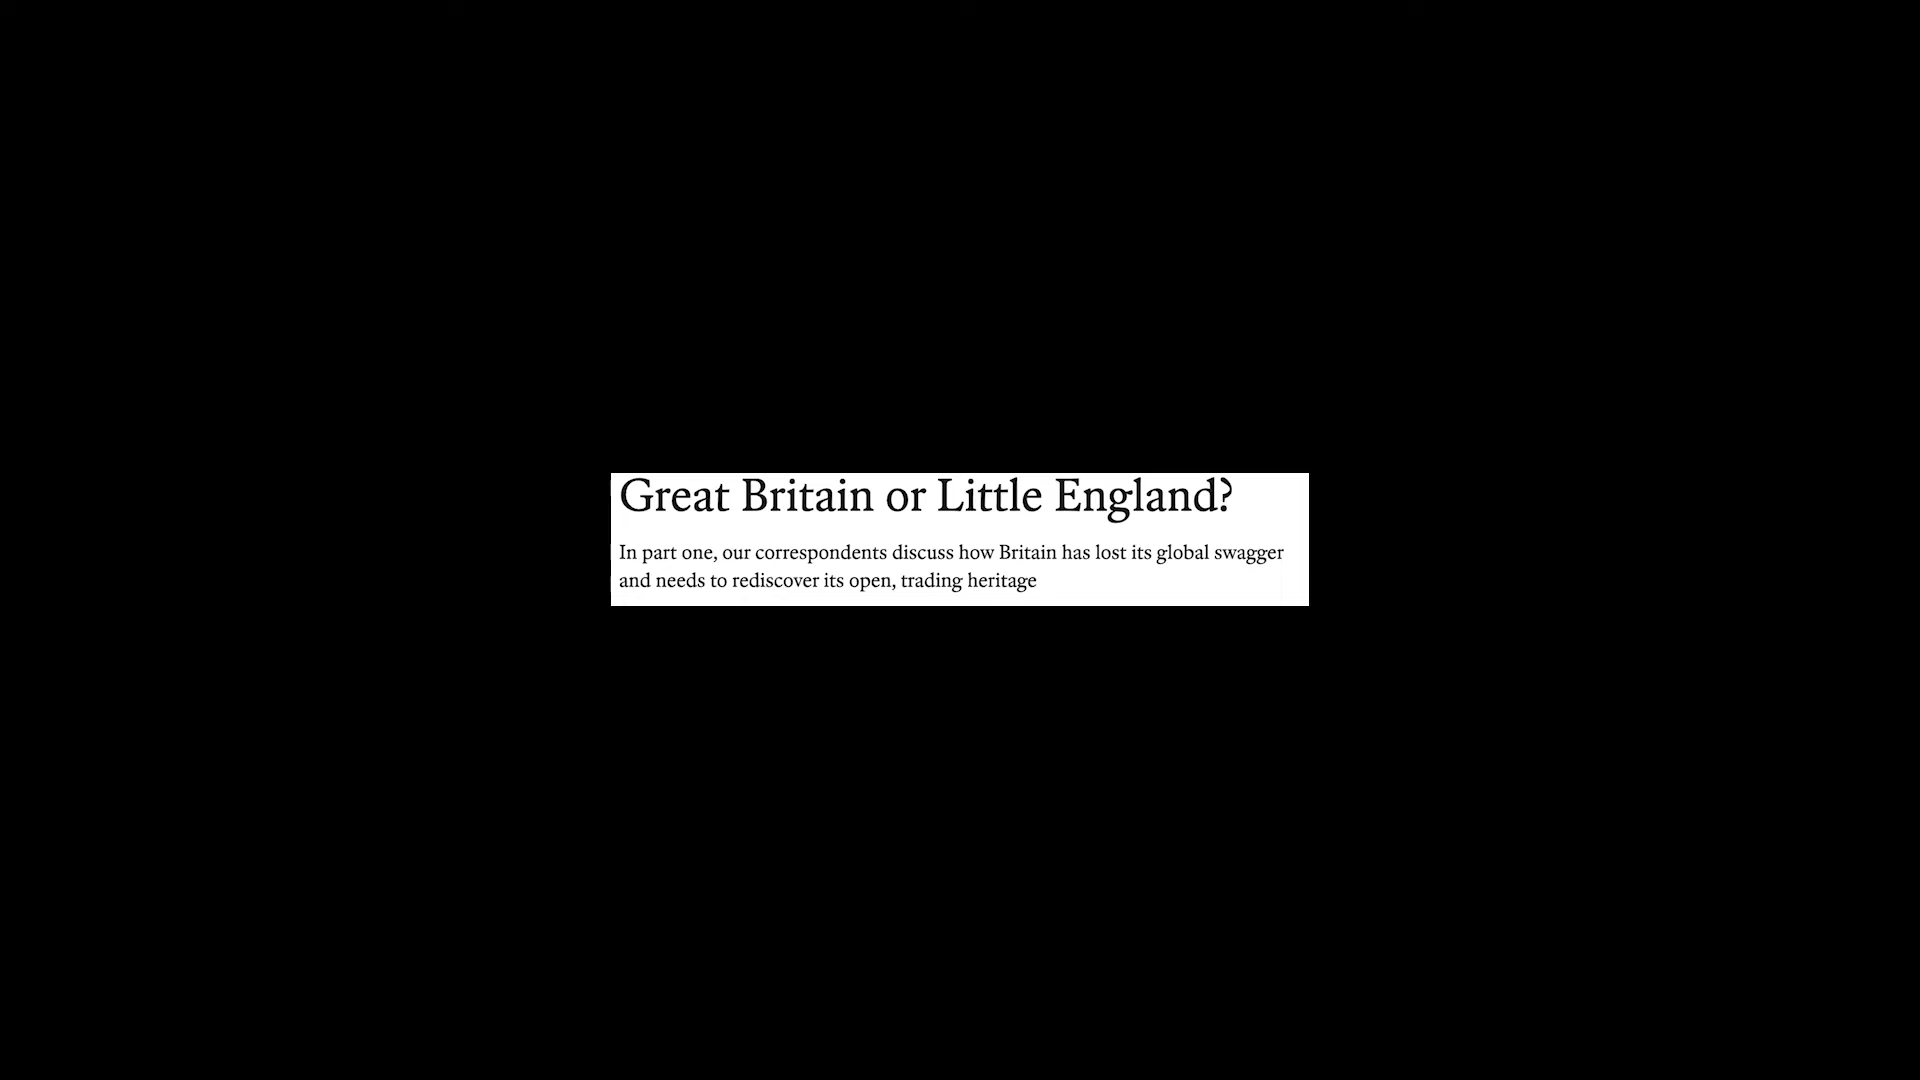 Great Britain or Little England?
In part one, our correspondents discuss how Britain has lost its global swagger
and needs to rediscover its open, trading heritage